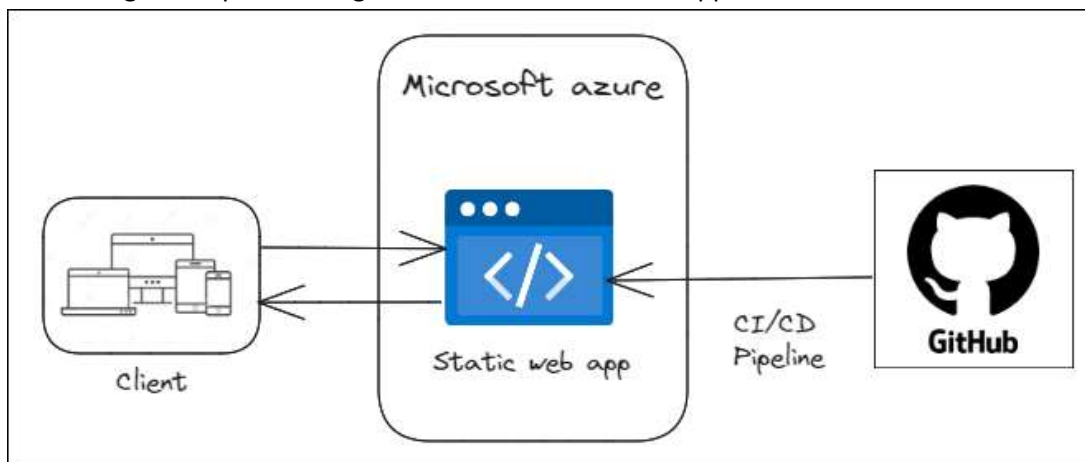 Microsoft azure
Client
Static web app
CI/CD
Pipeline
GitHub